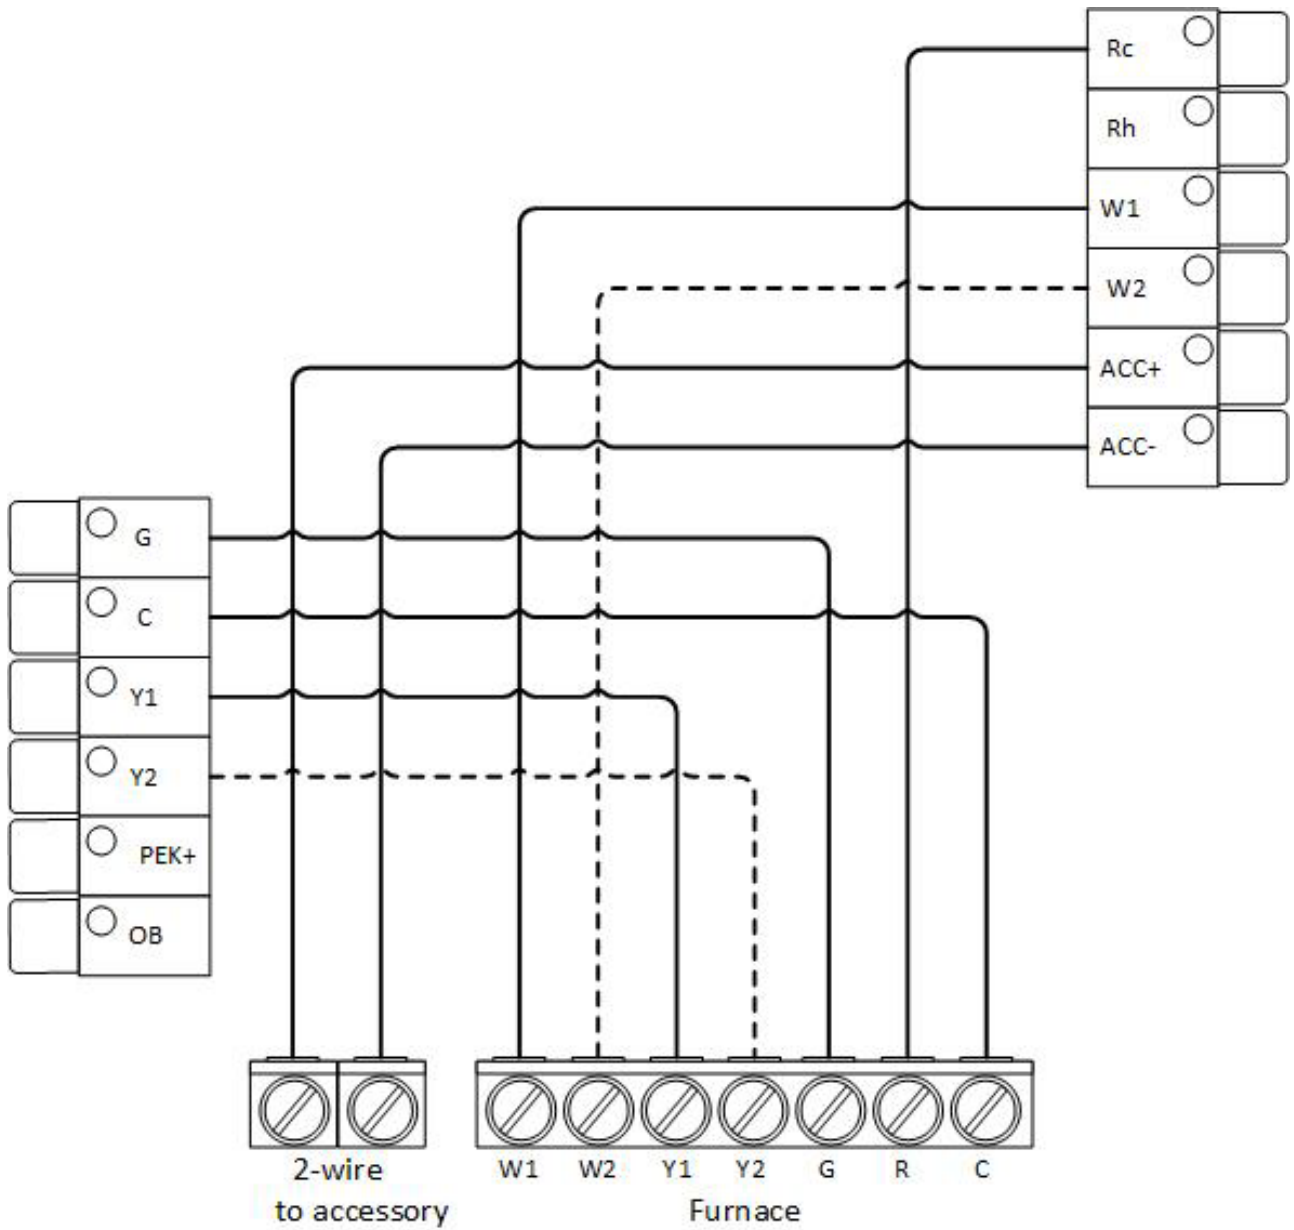 Rc
Rh
W1
W2
ACC+
ACC-
G
C
Y1
Y2
PEK+
OB
W1 W2 Y1 Y2 G R C
2-wire
to accessory
Furnace